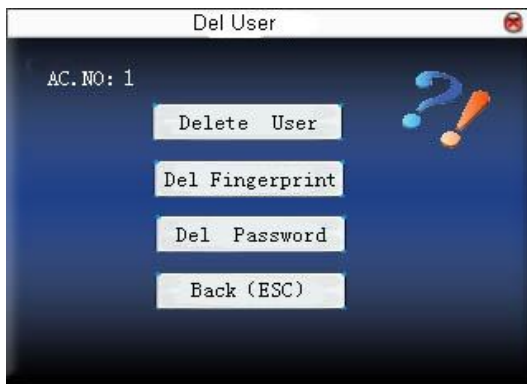 Del User
AC.NO: 1
Delete User
Del Fingerprint
Del Password
Back (ESC)